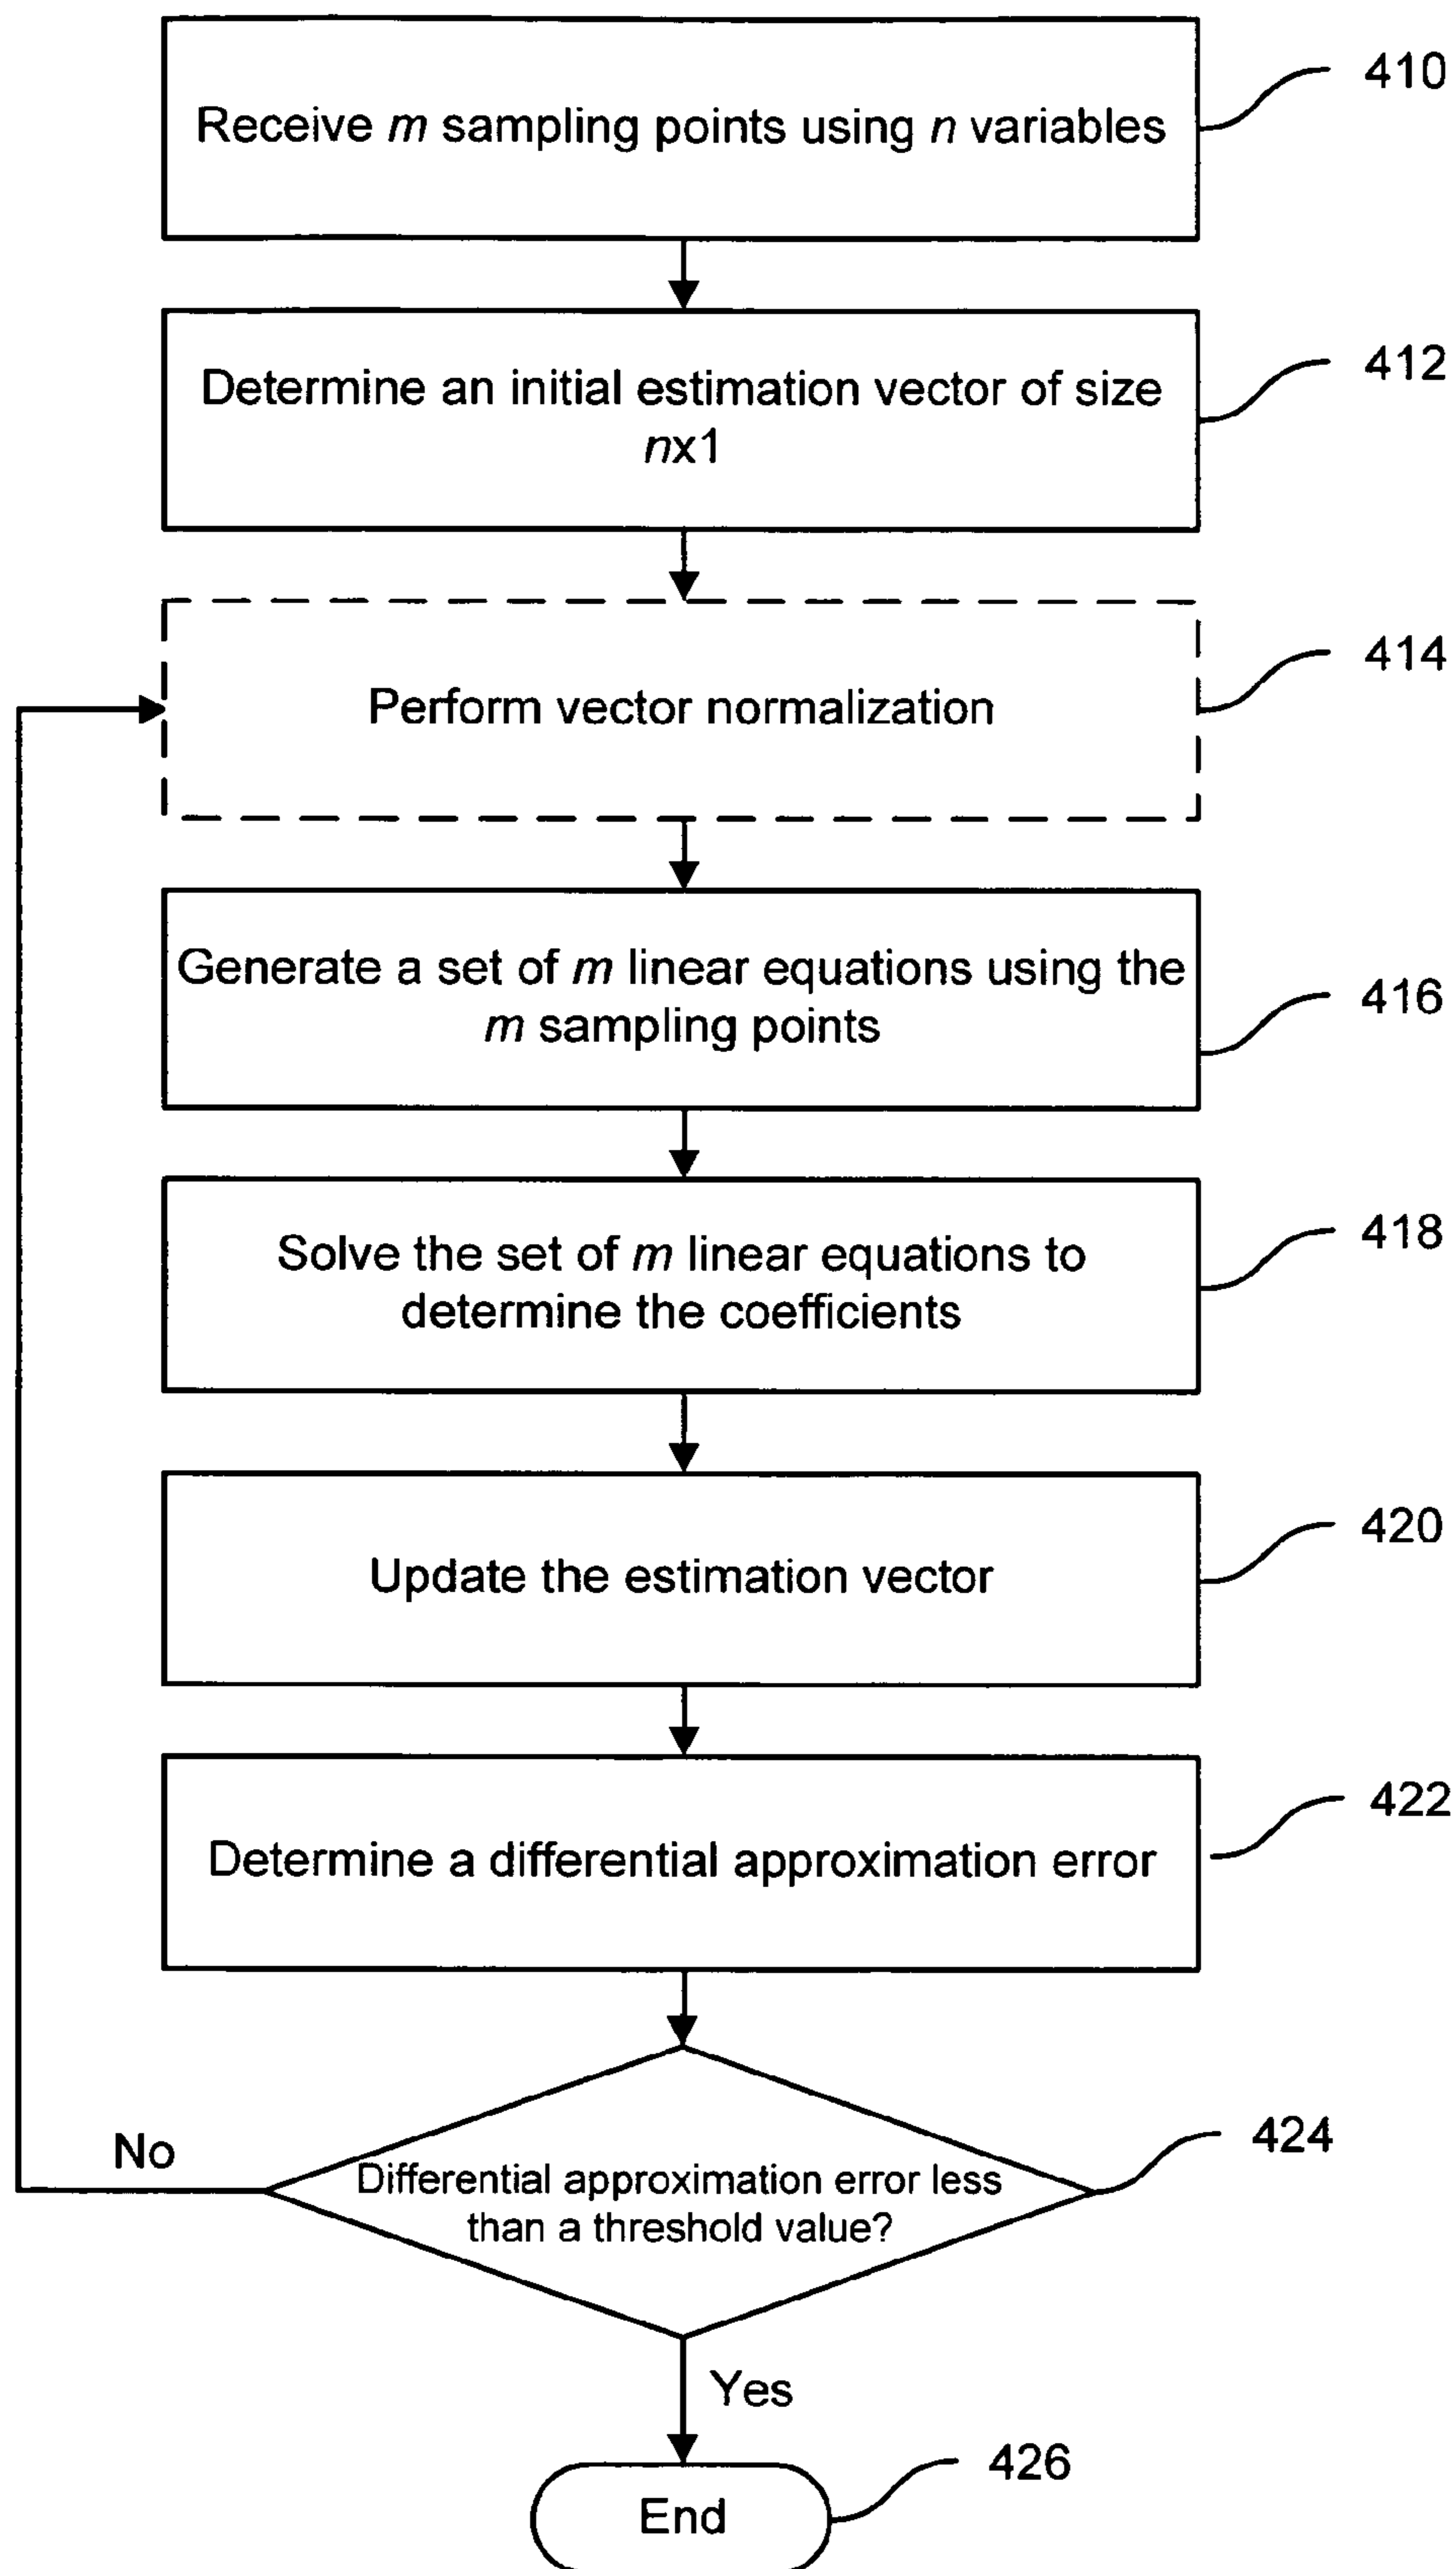 Receive m sampling points using n variables
410
Determine an initial estimation vector of size
nx1
412
Perform vector normalization
414
Generate a set of m linear equations using the
m sampling points
416
Solve the set of m linear equations to
determine the coefficients
418
Update the estimation vector
420
Determine a differential approximation error
422
Differential approximation error less
than a threshold value?
424
No
Yes
End
426